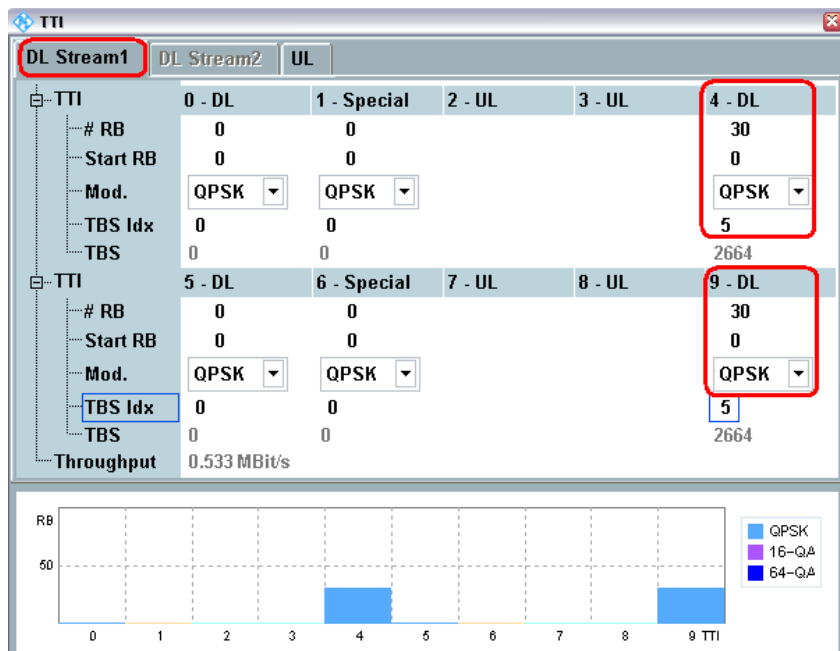 TTI
DL Stream1 DL Stream2 UL
TTI 0 - DL 1 - Special 2 - UL 3 - UL 4 - DL
# RB 0 0 30
Start RB 0 0 0
Mod. QPSK QPSK QPSK
TBS Idx 0 0 5
TBS 0 0 2664
TTI 5 - DL 6 - Special 7 - UL 8 - UL 9 - DL
# RB 0 0 30
Start RB 0 0 0
Mod. QPSK QPSK QPSK
TBS Idx 0 0 5
TBS 0 0 2664
Throughput 0.533 MBit/s
RB
QPSK
16-QA
50
64-QA
0 1 2 3 4 5 6 7 8 9 TTI